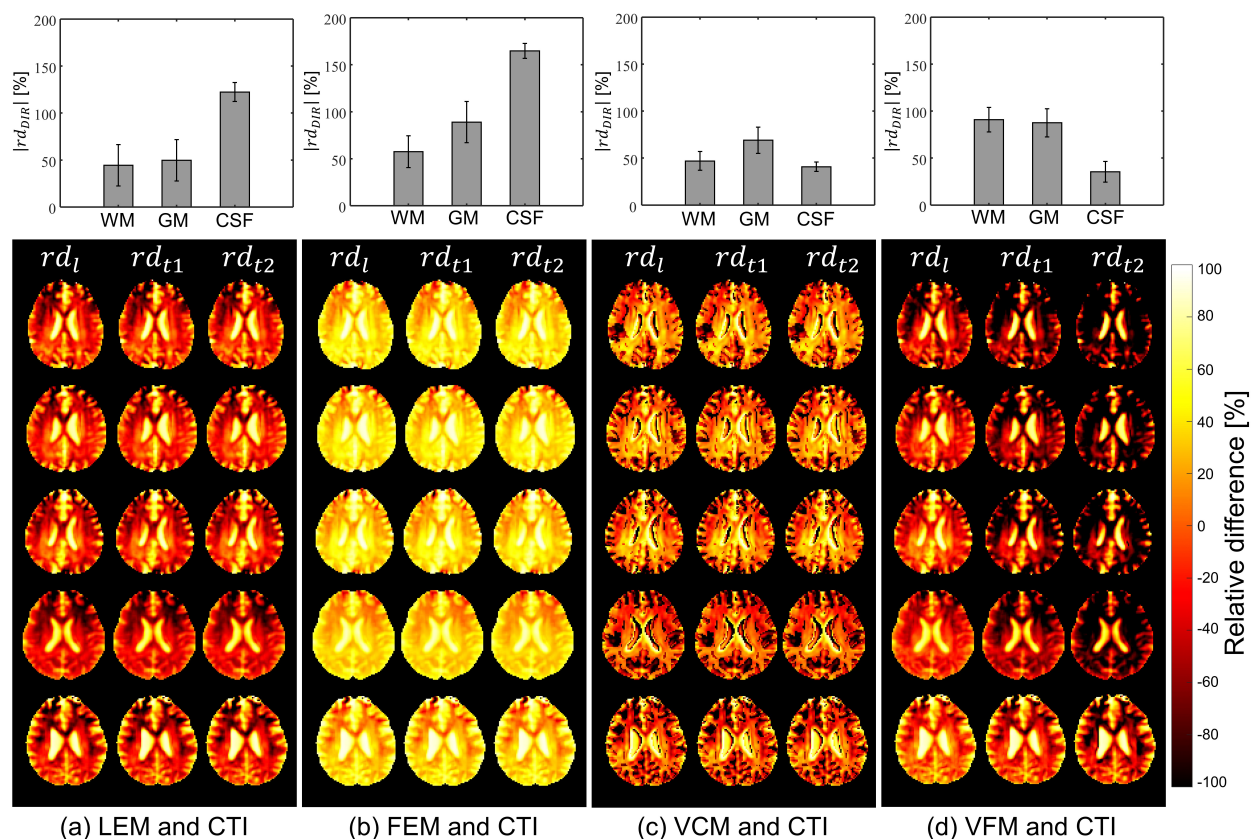 200
150
100
50
0
|rd_DIR| [%]
WM GM CSF
200
150
100
50
0
|rd_DIR| [%]
WM GM CSF
200
150
100
50
0
|rd_DIR| [%]
WM GM CSF
200
150
100
50
0
|rd_DIR| [%]
WM GM CSF
rd_l rd_t1 rd_t2
rd_l rd_t1 rd_t2
rd_l rd_t1 rd_t2
rd_l rd_t1 rd_t2
100
80
60
40
20
0
-20
-40
-60
-80
-100
Relative difference [%]
(a) LEM and CTI
(b) FEM and CTI
(c) VCM and CTI
(d) VFM and CTI